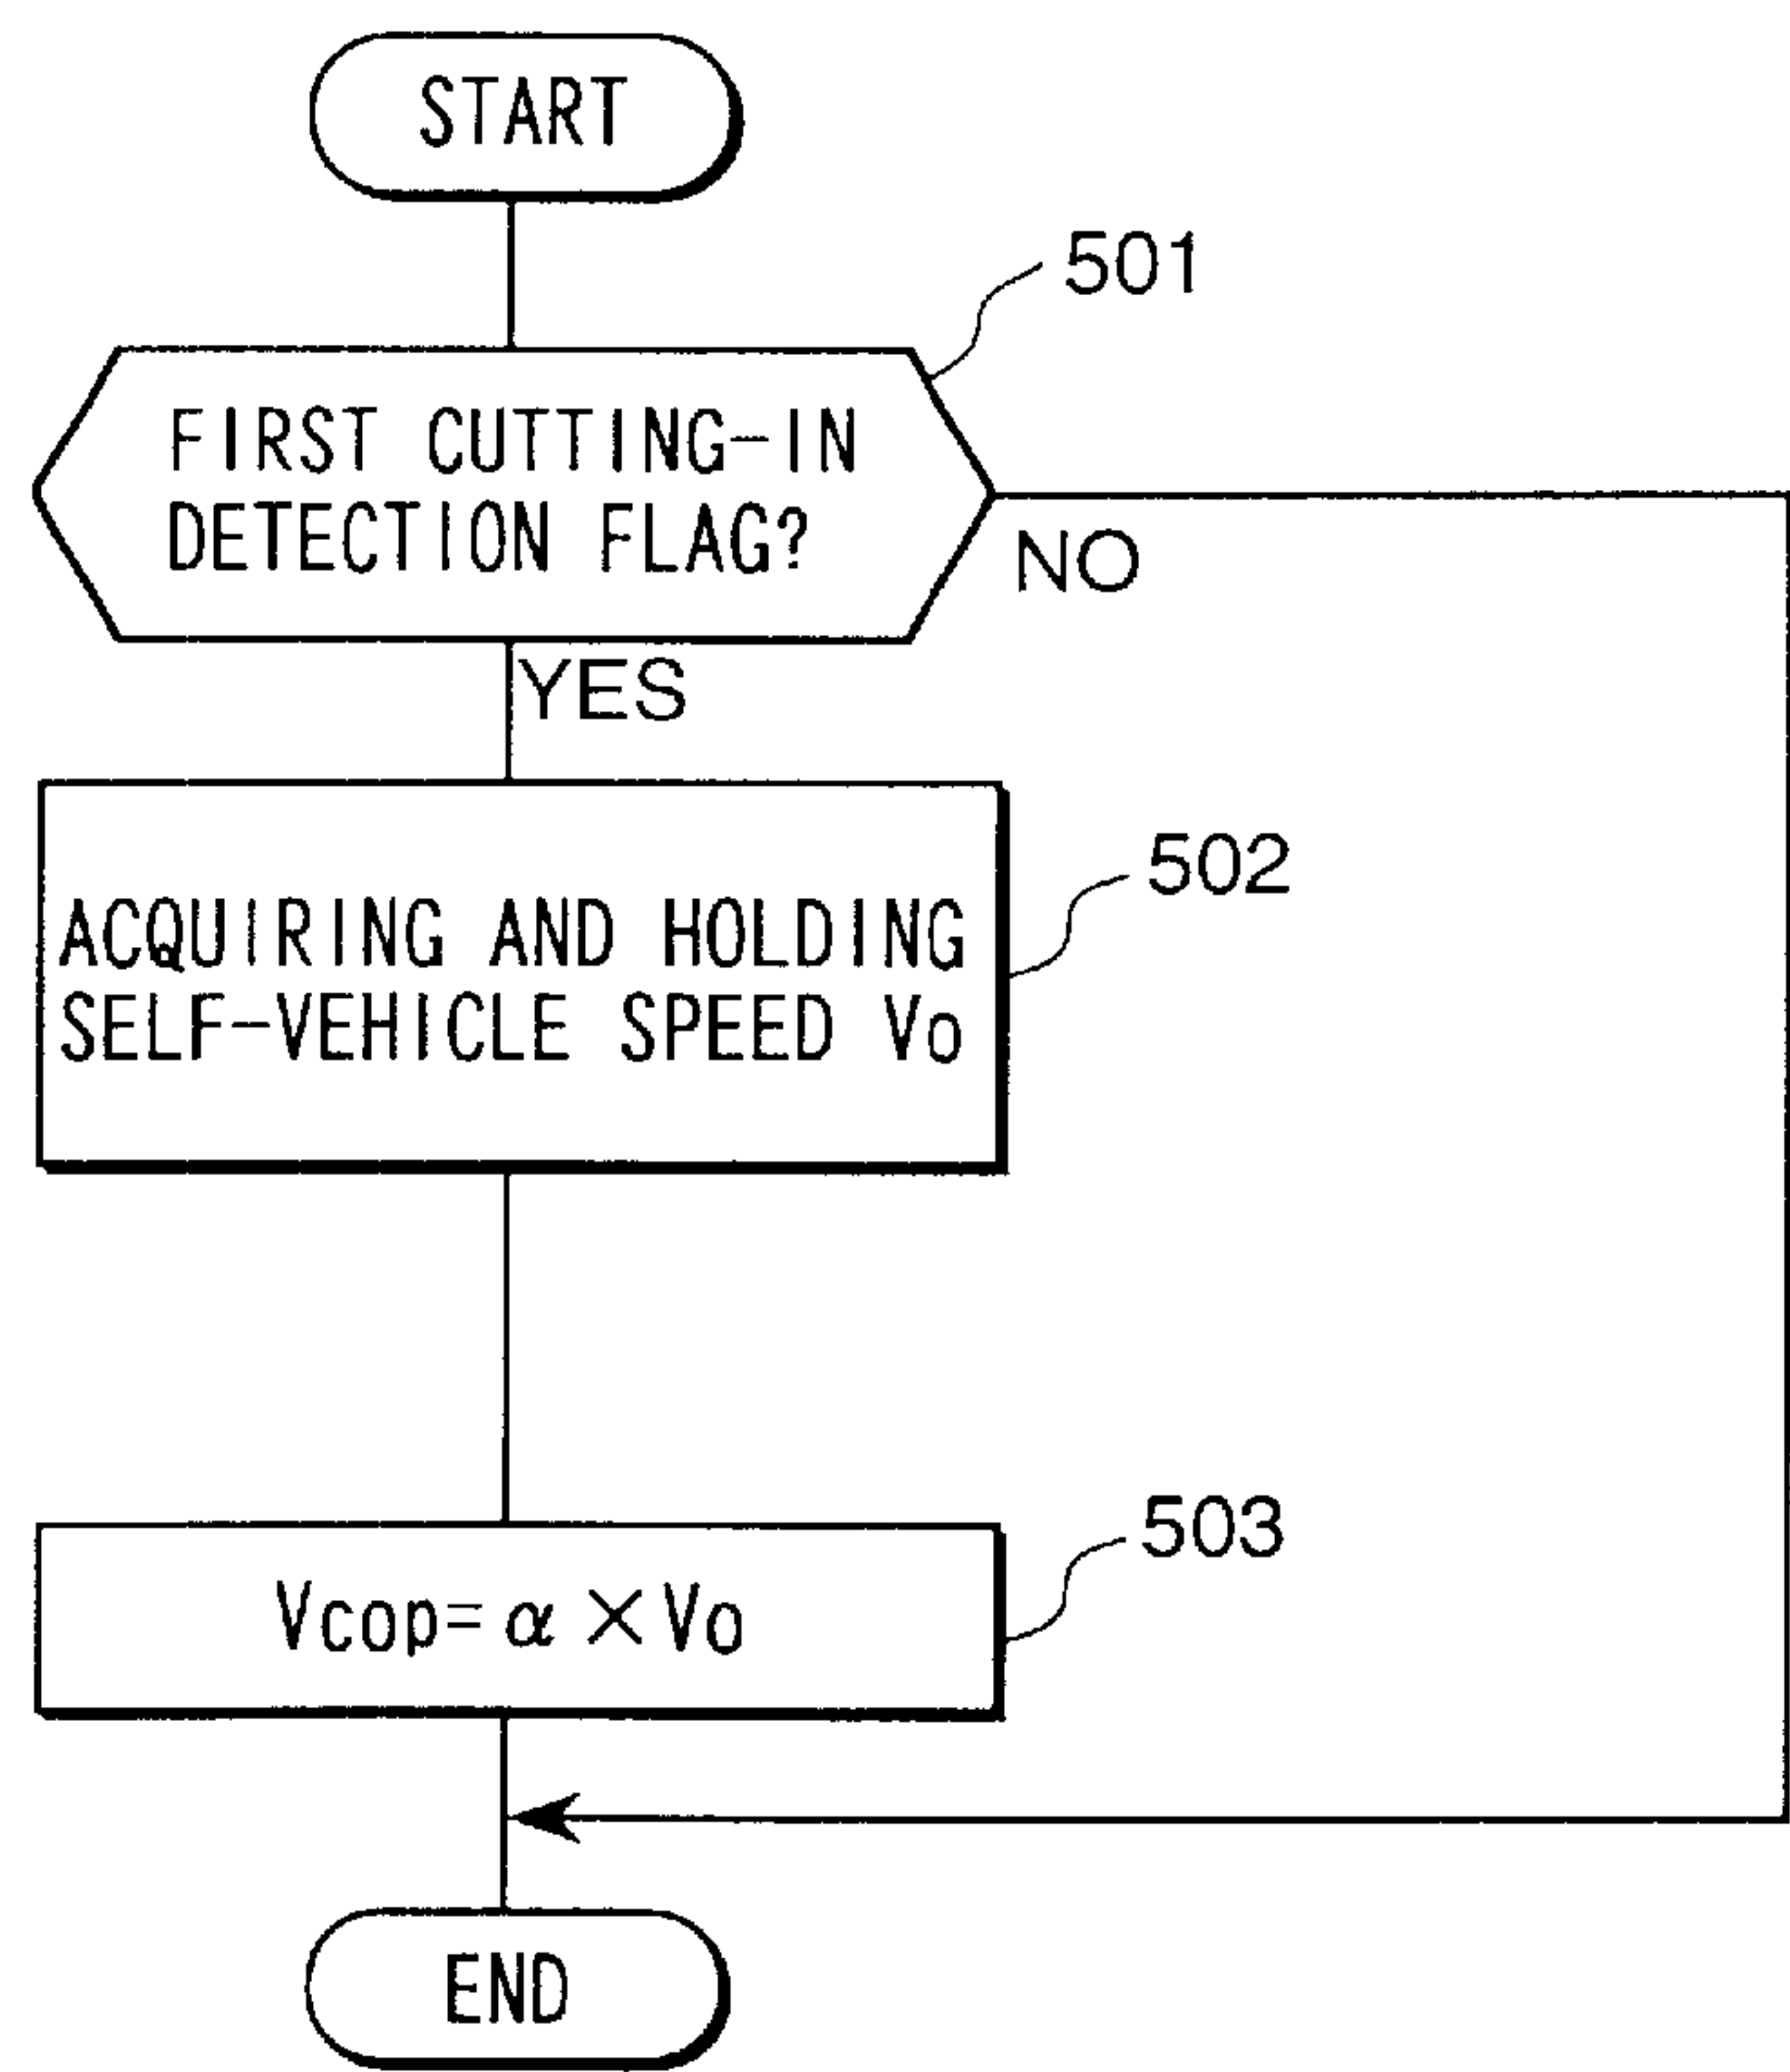 START
501
FIRST CUTTING-IN
DETECTION FLAG?
NO
YES
502
ACQUIRING AND HOLDING
SELF-VEHICLE SPEED Vo
503
Vcop= α × Vo
END